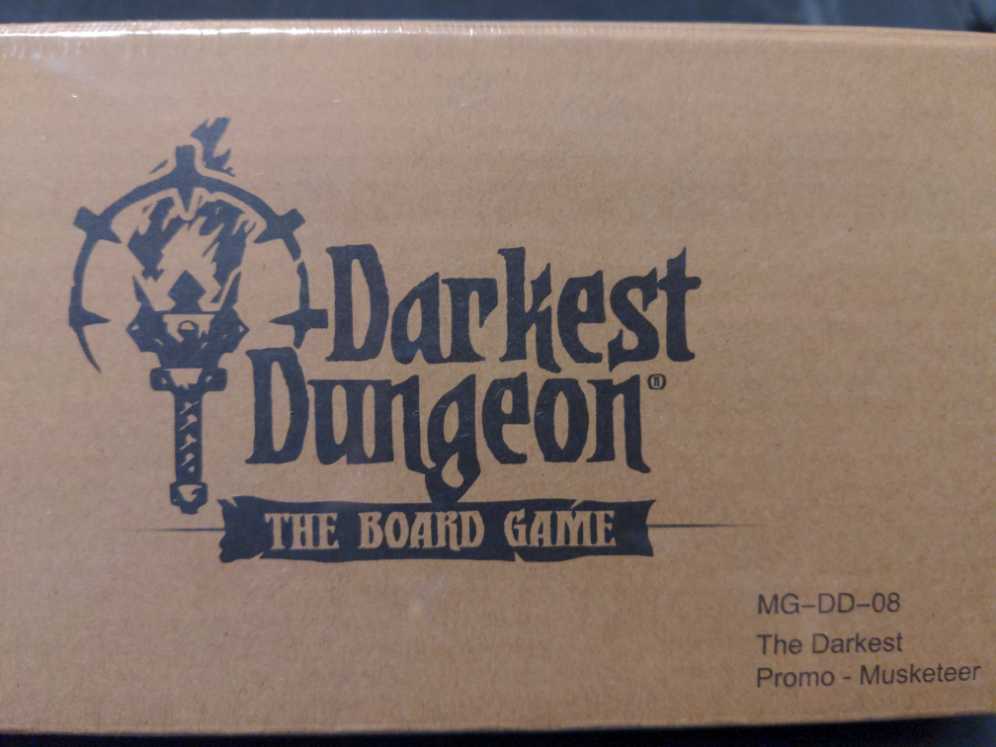 Darkest
Dungeon®
THE BOARD GAME
MG-DD-08
The Darkest
Promo - Musketeer